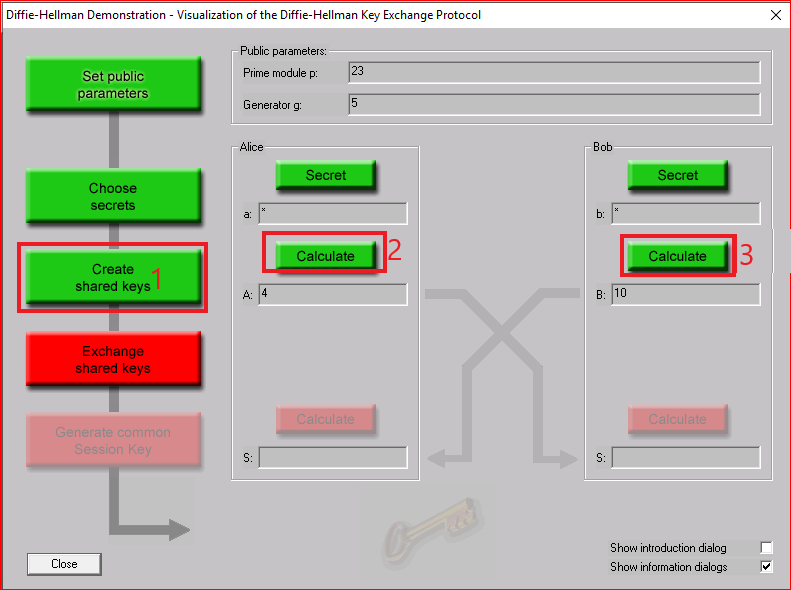 Diffie-Hellman Demonstration - Visualization of the Diffie-Hellman Key Exchange Protocol
Set public
parameters
Choose
secrets
Create
shared keys
1
Exchange
shared keys
Generate common
Session Key
Close
Public parameters:
Prime module p: 23
Generator g: 5
Alice
Secret
a: *
Calculate
2
A: 4
Calculate
S:
Bob
Secret
b: *
Calculate
3
B: 10
Calculate
S:
Show introduction dialog
Show information dialogs